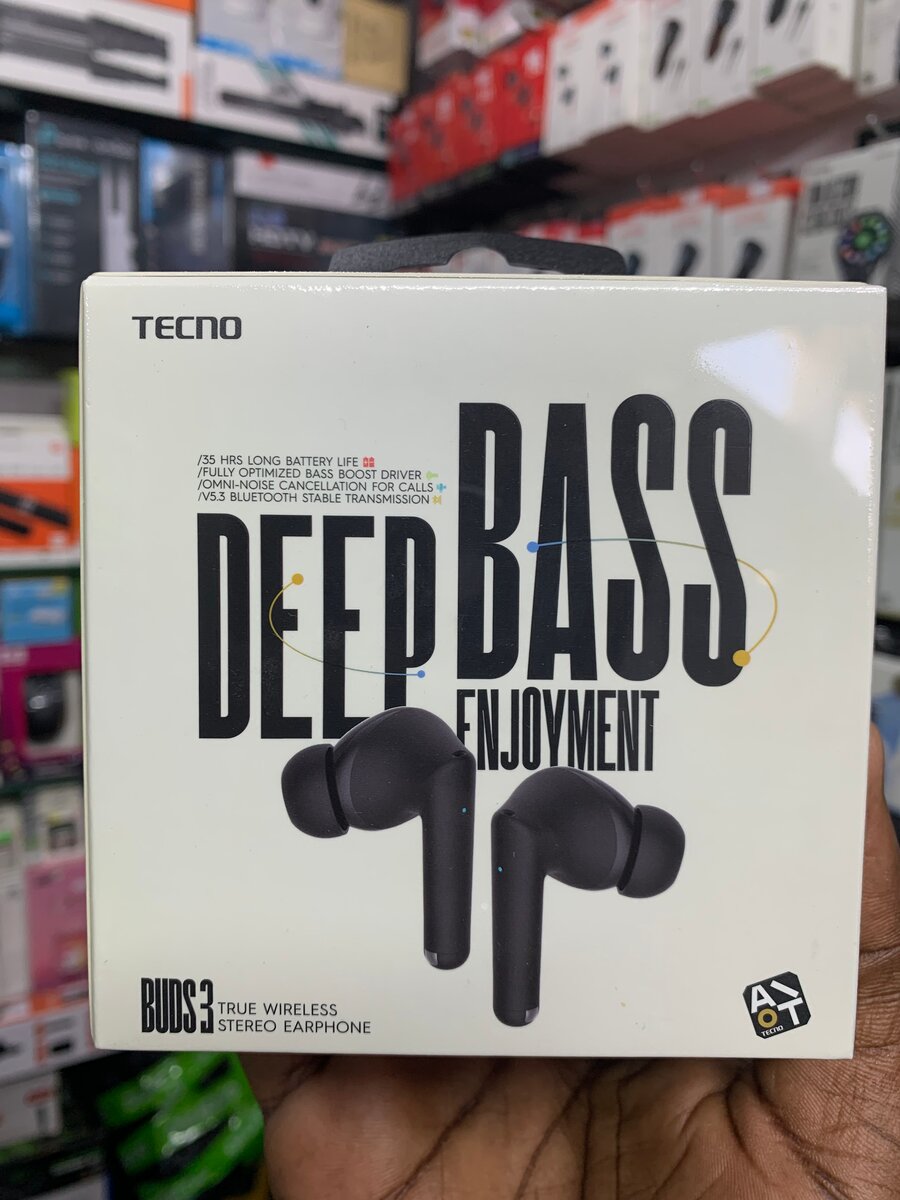 TECNO
/35 HRS LONG BATTERY LIFE
/FULLY OPTIMIZED BASS BOOST DRIVER
/OMNI-NOISE CANCELLATION FOR CALLS
/V5.3 BLUETOOTH STABLE TRANSMISSION
DEEP BASS
ENJOYMENT
BUDS 3 TRUE WIRELESS
STEREO EARPHONE
AIOT
TECNO